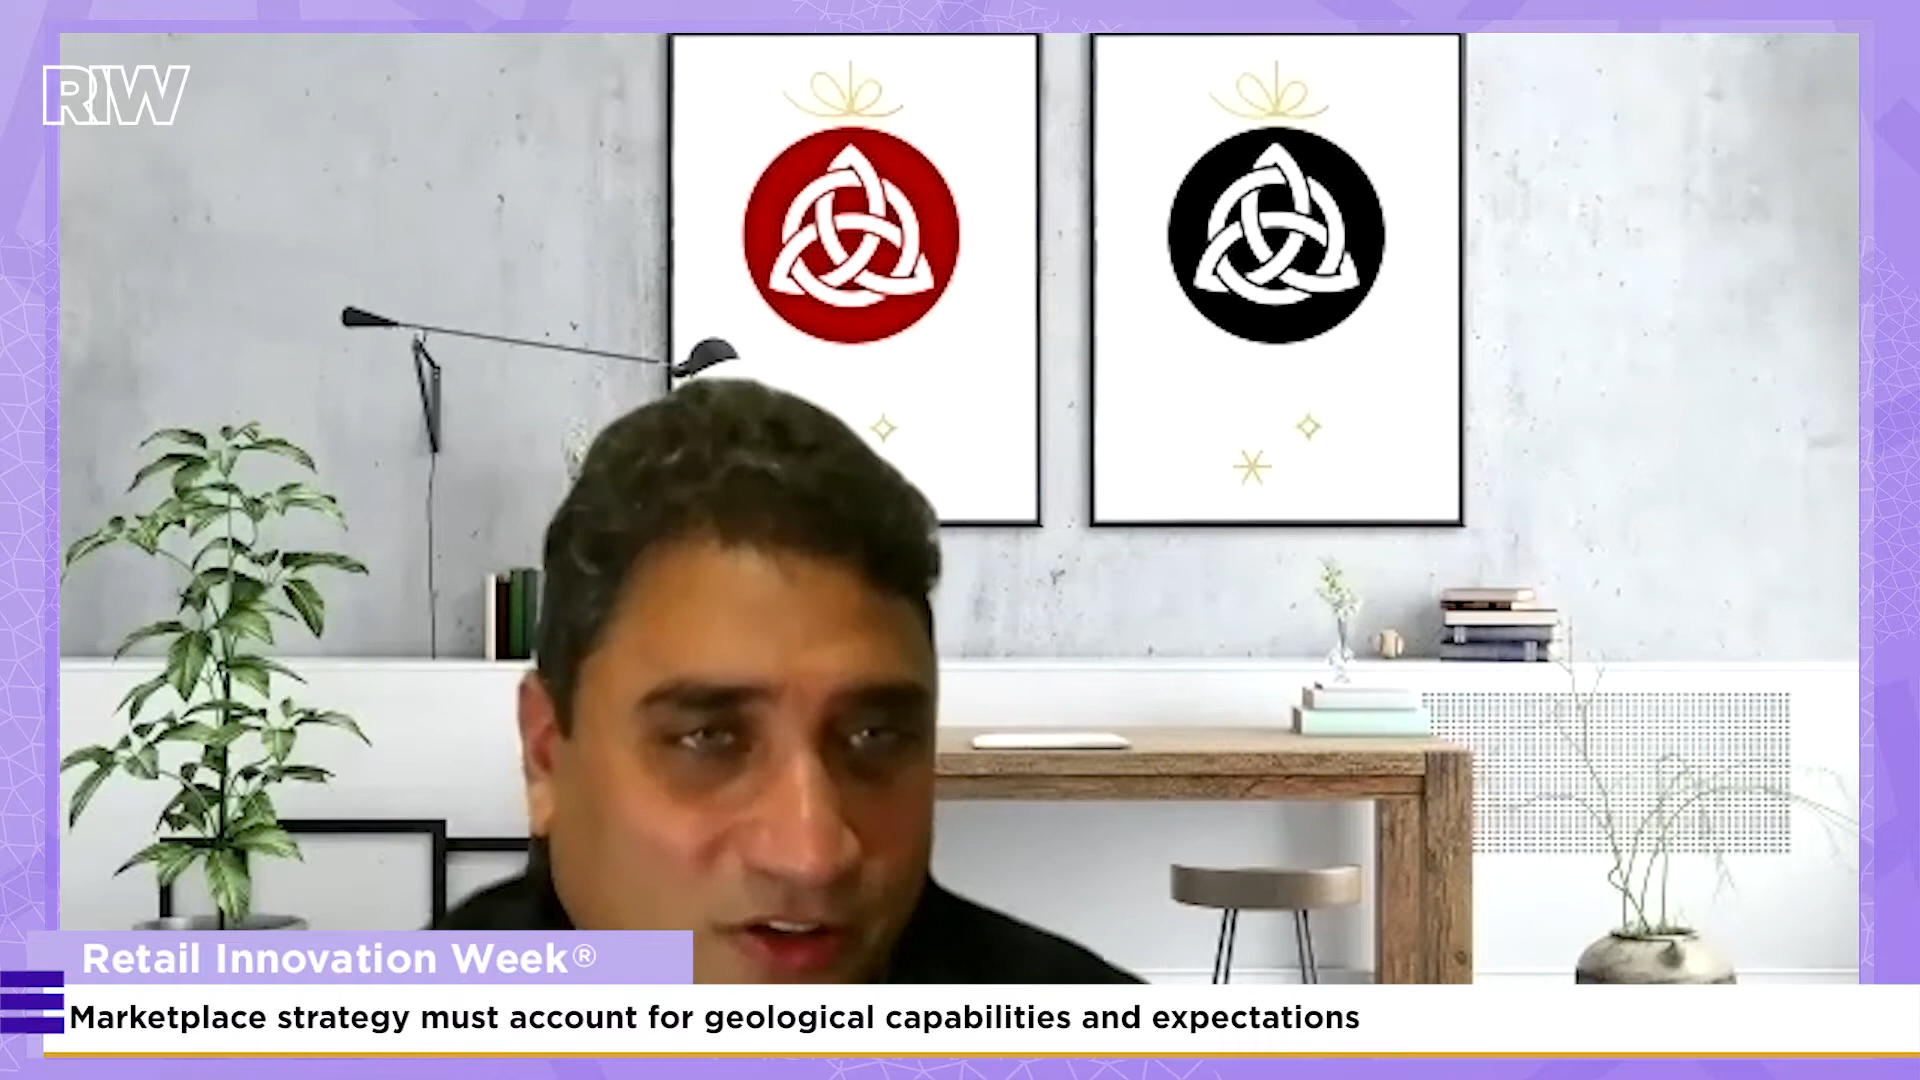 RIW
Retail Innovation Week®
Marketplace strategy must account for geological capabilities and expectations